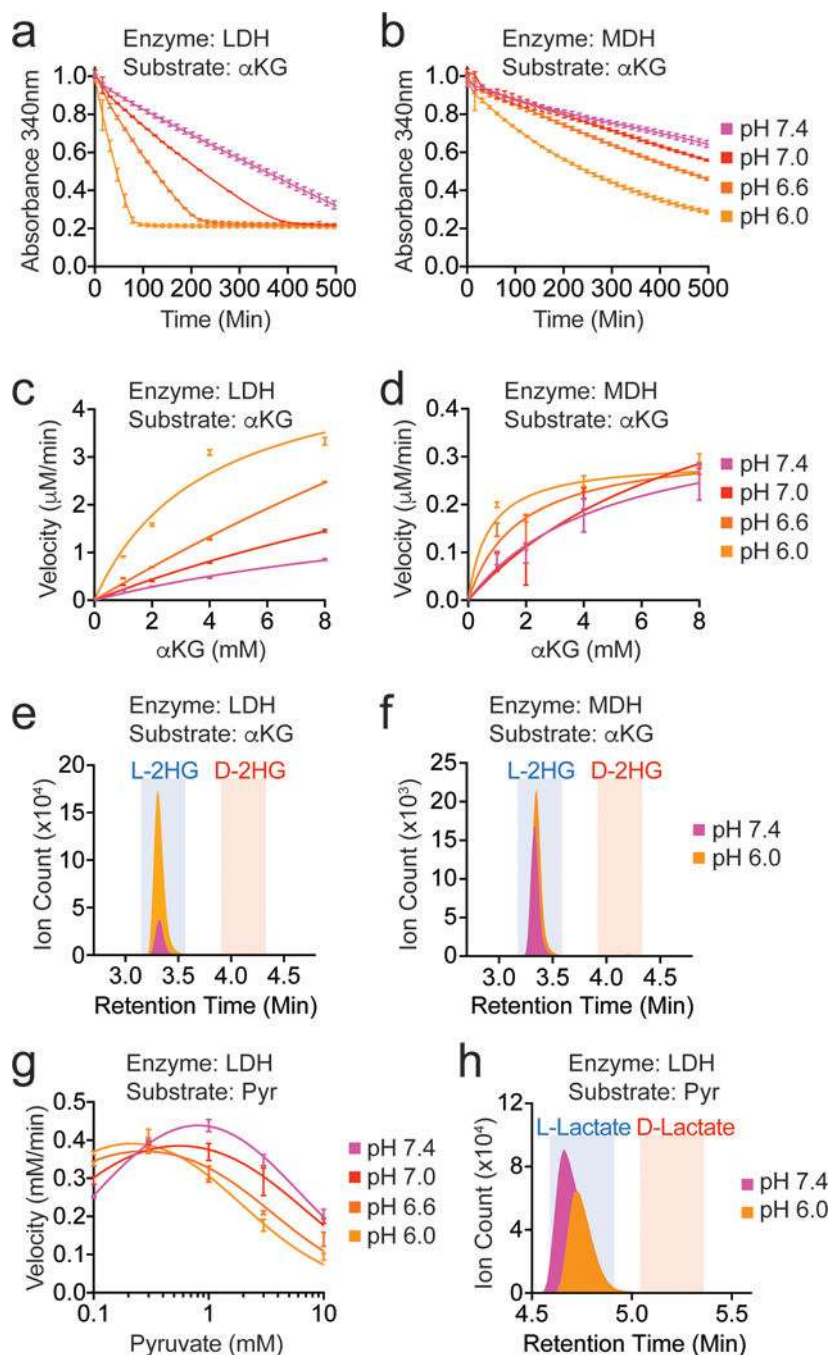 a
Enzyme: LDH
Substrate: αKG
Absorbance 340nm
1.0
0.8
0.6
0.4
0.2
0.0
0 100 200 300 400 500
Time (Min)
b
Enzyme: MDH
Substrate: αKG
Absorbance 340nm
1.0
0.8
0.6
0.4
0.2
0.0
0 100 200 300 400 500
Time (Min)
pH 7.4
pH 7.0
pH 6.6
pH 6.0
c
Enzyme: LDH
Substrate: αKG
Velocity (μM/min)
4
3
2
1
0
0 2 4 6 8
αKG (mM)
d
Enzyme: MDH
Substrate: αKG
Velocity (μM/min)
0.4
0.3
0.2
0.1
0.0
0 2 4 6 8
αKG (mM)
pH 7.4
pH 7.0
pH 6.6
pH 6.0
e
Enzyme: LDH
Substrate: αKG
L-2HG D-2HG
Ion Count (x10⁴)
20
15
10
5
0
3.0 3.5 4.0 4.5
Retention Time (Min)
f
Enzyme: MDH
Substrate: αKG
L-2HG D-2HG
Ion Count (x10³)
25
20
15
10
5
0
3.0 3.5 4.0 4.5
Retention Time (Min)
pH 7.4
pH 6.0
g
Enzyme: LDH
Substrate: Pyr
Velocity (mM/min)
0.5
0.4
0.3
0.2
0.1
0.0
0.1 1 10
Pyruvate (mM)
pH 7.4
pH 7.0
pH 6.6
pH 6.0
h
Enzyme: LDH
Substrate: Pyr
L-Lactate D-Lactate
Ion Count (x10⁴)
12
8
4
0
4.5 5.0 5.5
Retention Time (Min)
pH 7.4
pH 6.0